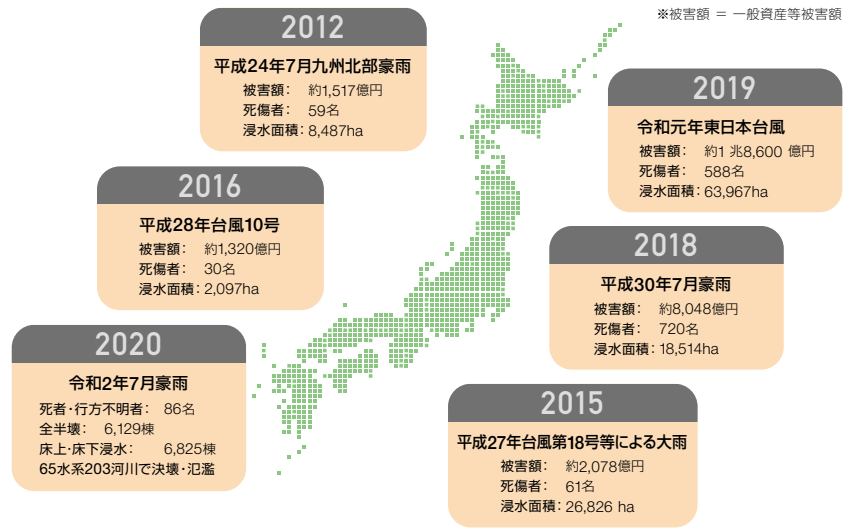 ※被害額 ＝ 一般資産等被害額
2012
平成24年7月九州北部豪雨
被害額： 約1,517億円
死傷者： 59名
浸水面積：8,487ha
2019
令和元年東日本台風
被害額： 約1 兆8,600 億円
死傷者： 588名
浸水面積：63,967ha
2016
平成28年台風10号
被害額： 約1,320億円
死傷者： 30名
浸水面積：2,097ha
2018
平成30年7月豪雨
被害額： 約8,048億円
死傷者： 720名
浸水面積：18,514ha
2020
令和2年7月豪雨
死者・行方不明者： 86名
全半壊： 6,129棟
床上・床下浸水： 6,825棟
65水系203河川で決壊・氾濫
2015
平成27年台風第18号等による大雨
被害額： 約2,078億円
死傷者： 61名
浸水面積：26,826 ha